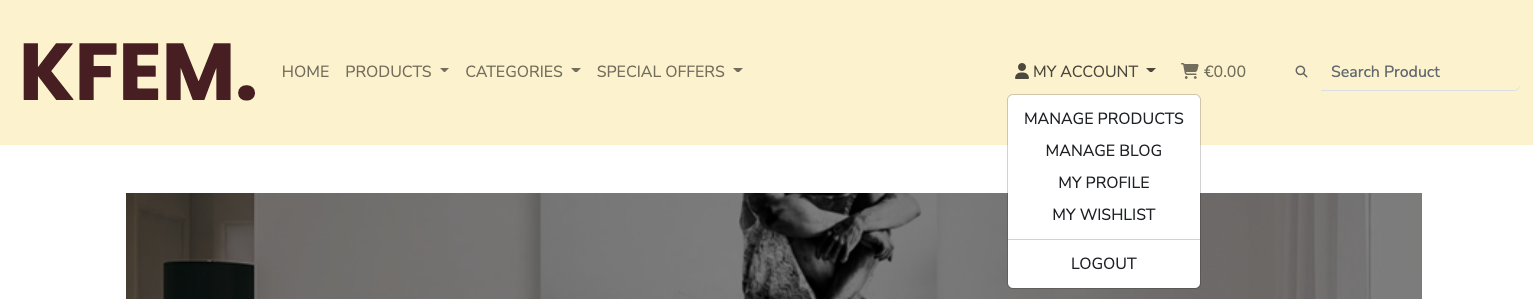 KFEM.
HOME PRODUCTS CATEGORIES SPECIAL OFFERS MY ACCOUNT €0.00 Search Product
MANAGE PRODUCTS
MANAGE BLOG
MY PROFILE
MY WISHLIST
LOGOUT